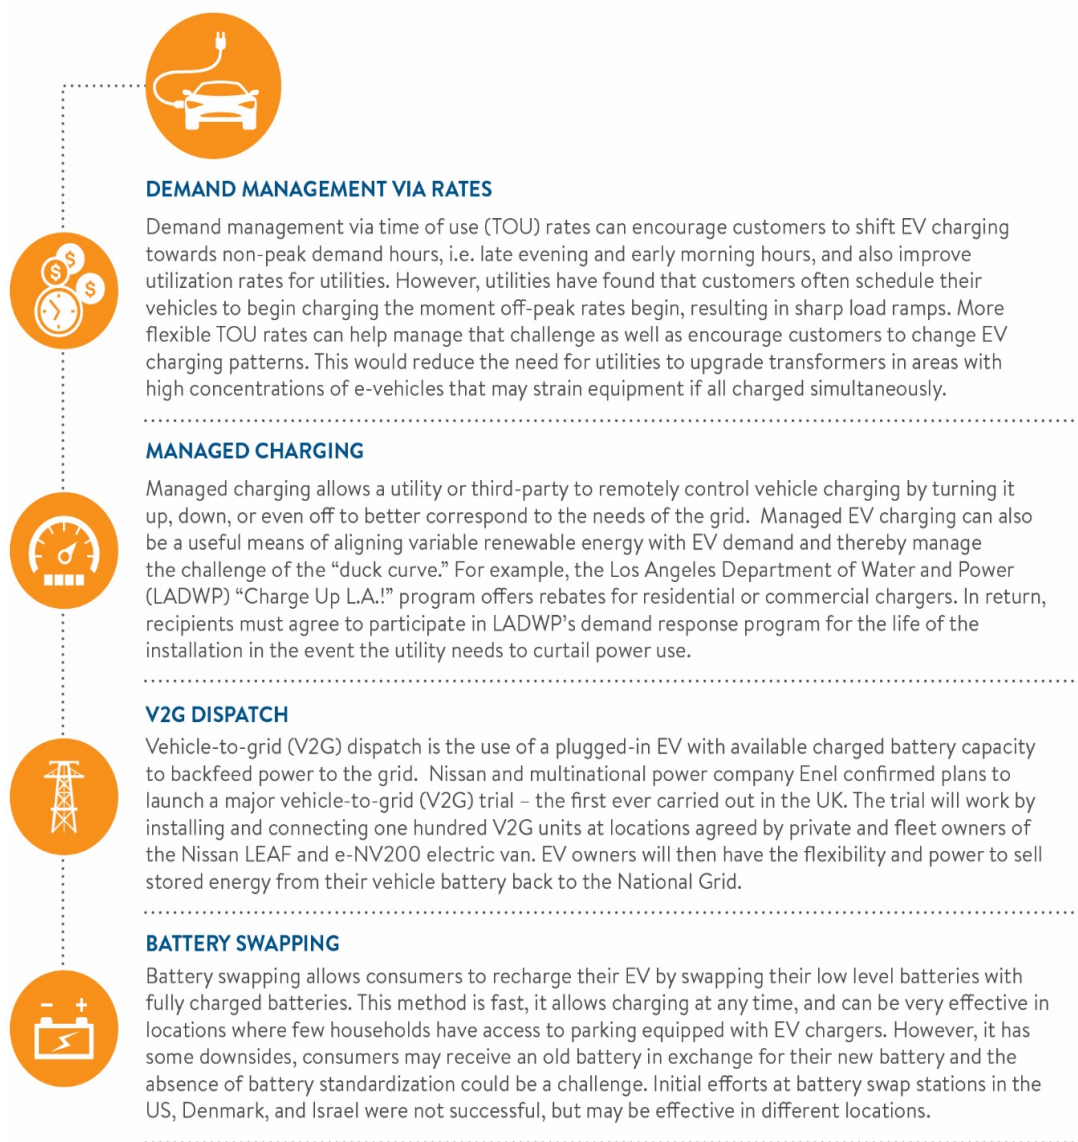 DEMAND MANAGEMENT VIA RATES
Demand management via time of use (TOU) rates can encourage customers to shift EV charging
towards non-peak demand hours, i.e. late evening and early morning hours, and also improve
utilization rates for utilities. However, utilities have found that customers often schedule their
vehicles to begin charging the moment off-peak rates begin, resulting in sharp load ramps. More
flexible TOU rates can help manage that challenge as well as encourage customers to change EV
charging patterns. This would reduce the need for utilities to upgrade transformers in areas with
high concentrations of e-vehicles that may strain equipment if all charged simultaneously.
MANAGED CHARGING
Managed charging allows a utility or third-party to remotely control vehicle charging by turning it
up, down, or even off to better correspond to the needs of the grid.  Managed EV charging can also
be a useful means of aligning variable renewable energy with EV demand and thereby manage
the challenge of the “duck curve.” For example, the Los Angeles Department of Water and Power
(LADWP) “Charge Up L.A.!” program offers rebates for residential or commercial chargers. In return,
recipients must agree to participate in LADWP’s demand response program for the life of the
installation in the event the utility needs to curtail power use.
V2G DISPATCH
Vehicle-to-grid (V2G) dispatch is the use of a plugged-in EV with available charged battery capacity
to backfeed power to the grid.  Nissan and multinational power company Enel confirmed plans to
launch a major vehicle-to-grid (V2G) trial – the first ever carried out in the UK. The trial will work by
installing and connecting one hundred V2G units at locations agreed by private and fleet owners of
the Nissan LEAF and e-NV200 electric van. EV owners will then have the flexibility and power to sell
stored energy from their vehicle battery back to the National Grid.
BATTERY SWAPPING
Battery swapping allows consumers to recharge their EV by swapping their low level batteries with
fully charged batteries. This method is fast, it allows charging at any time, and can be very effective in
locations where few households have access to parking equipped with EV chargers. However, it has
some downsides, consumers may receive an old battery in exchange for their new battery and the
absence of battery standardization could be a challenge. Initial efforts at battery swap stations in the
US, Denmark, and Israel were not successful, but may be effective in different locations.